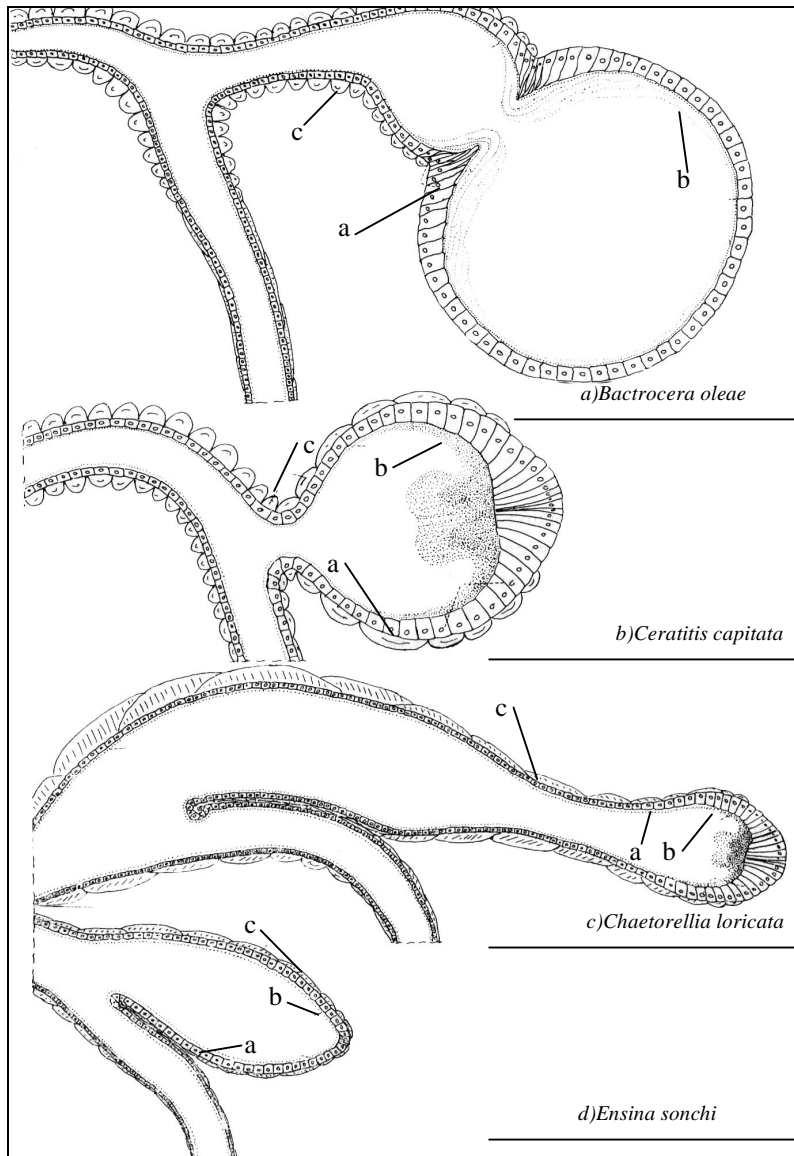 c
b
a
a)Bactrocera oleae
c
b
a
b)Ceratitis capitata
c
a
b
c)Chaetorellia loricata
c
b
a
d)Ensina sonchi